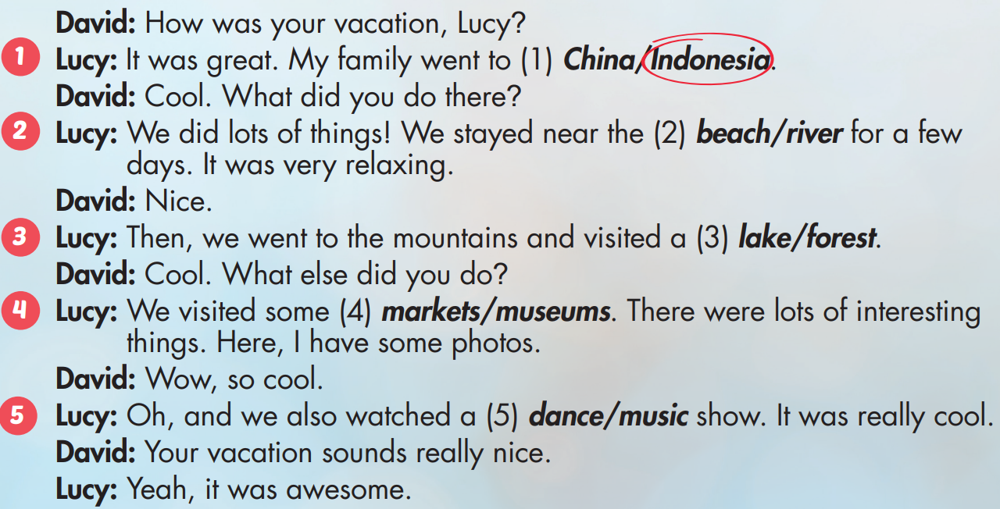 David: How was your vacation, Lucy?
1 Lucy: It was great. My family went to (1) China/Indonesia.
David: Cool. What did you do there?
2 Lucy: We did lots of things! We stayed near the (2) beach/river for a few
days. It was very relaxing.
David: Nice.
3 Lucy: Then, we went to the mountains and visited a (3) lake/forest.
David: Cool. What else did you do?
4 Lucy: We visited some (4) markets/museums. There were lots of interesting
things. Here, I have some photos.
David: Wow, so cool.
5 Lucy: Oh, and we also watched a (5) dance/music show. It was really cool.
David: Your vacation sounds really nice.
Lucy: Yeah, it was awesome.